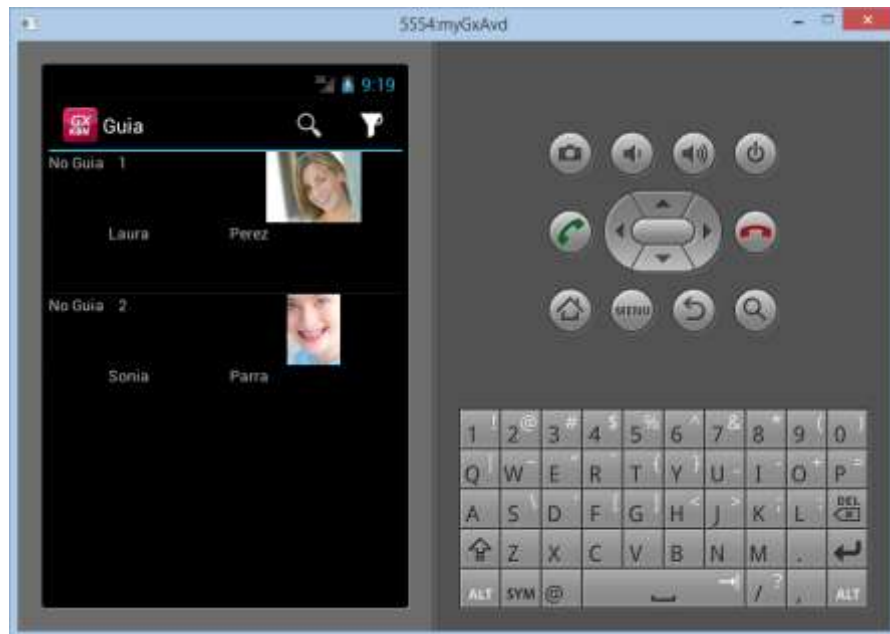 5554:myGxAvd
9:19
GX
Guia
No Guia 1
Laura Perez
No Guia 2
Sonia Parra
MENU
1 ! 2 @ 3 # 4 $ 5 % 6 ^ 7 & 8 * 9 ( 0 )
Q W E R T Y U I O P
A S D F G H J K L DEL
Z X C V B N M .
ALT SYM @ / ? , ALT